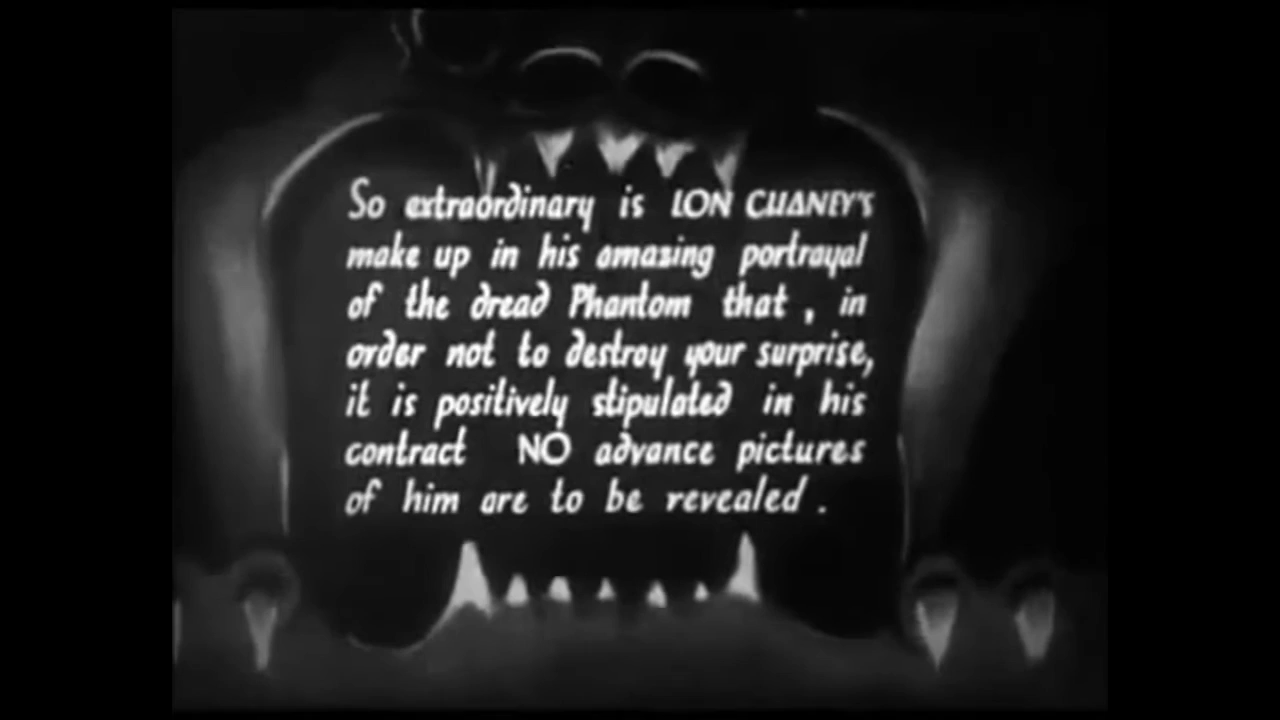 So extraordinary is LON CHANEY'S
make up in his amazing portrayal
of the dread Phantom that , in
order not to destroy your surprise,
it is positively stipulated in his
contract NO advance pictures
of him are to be revealed .